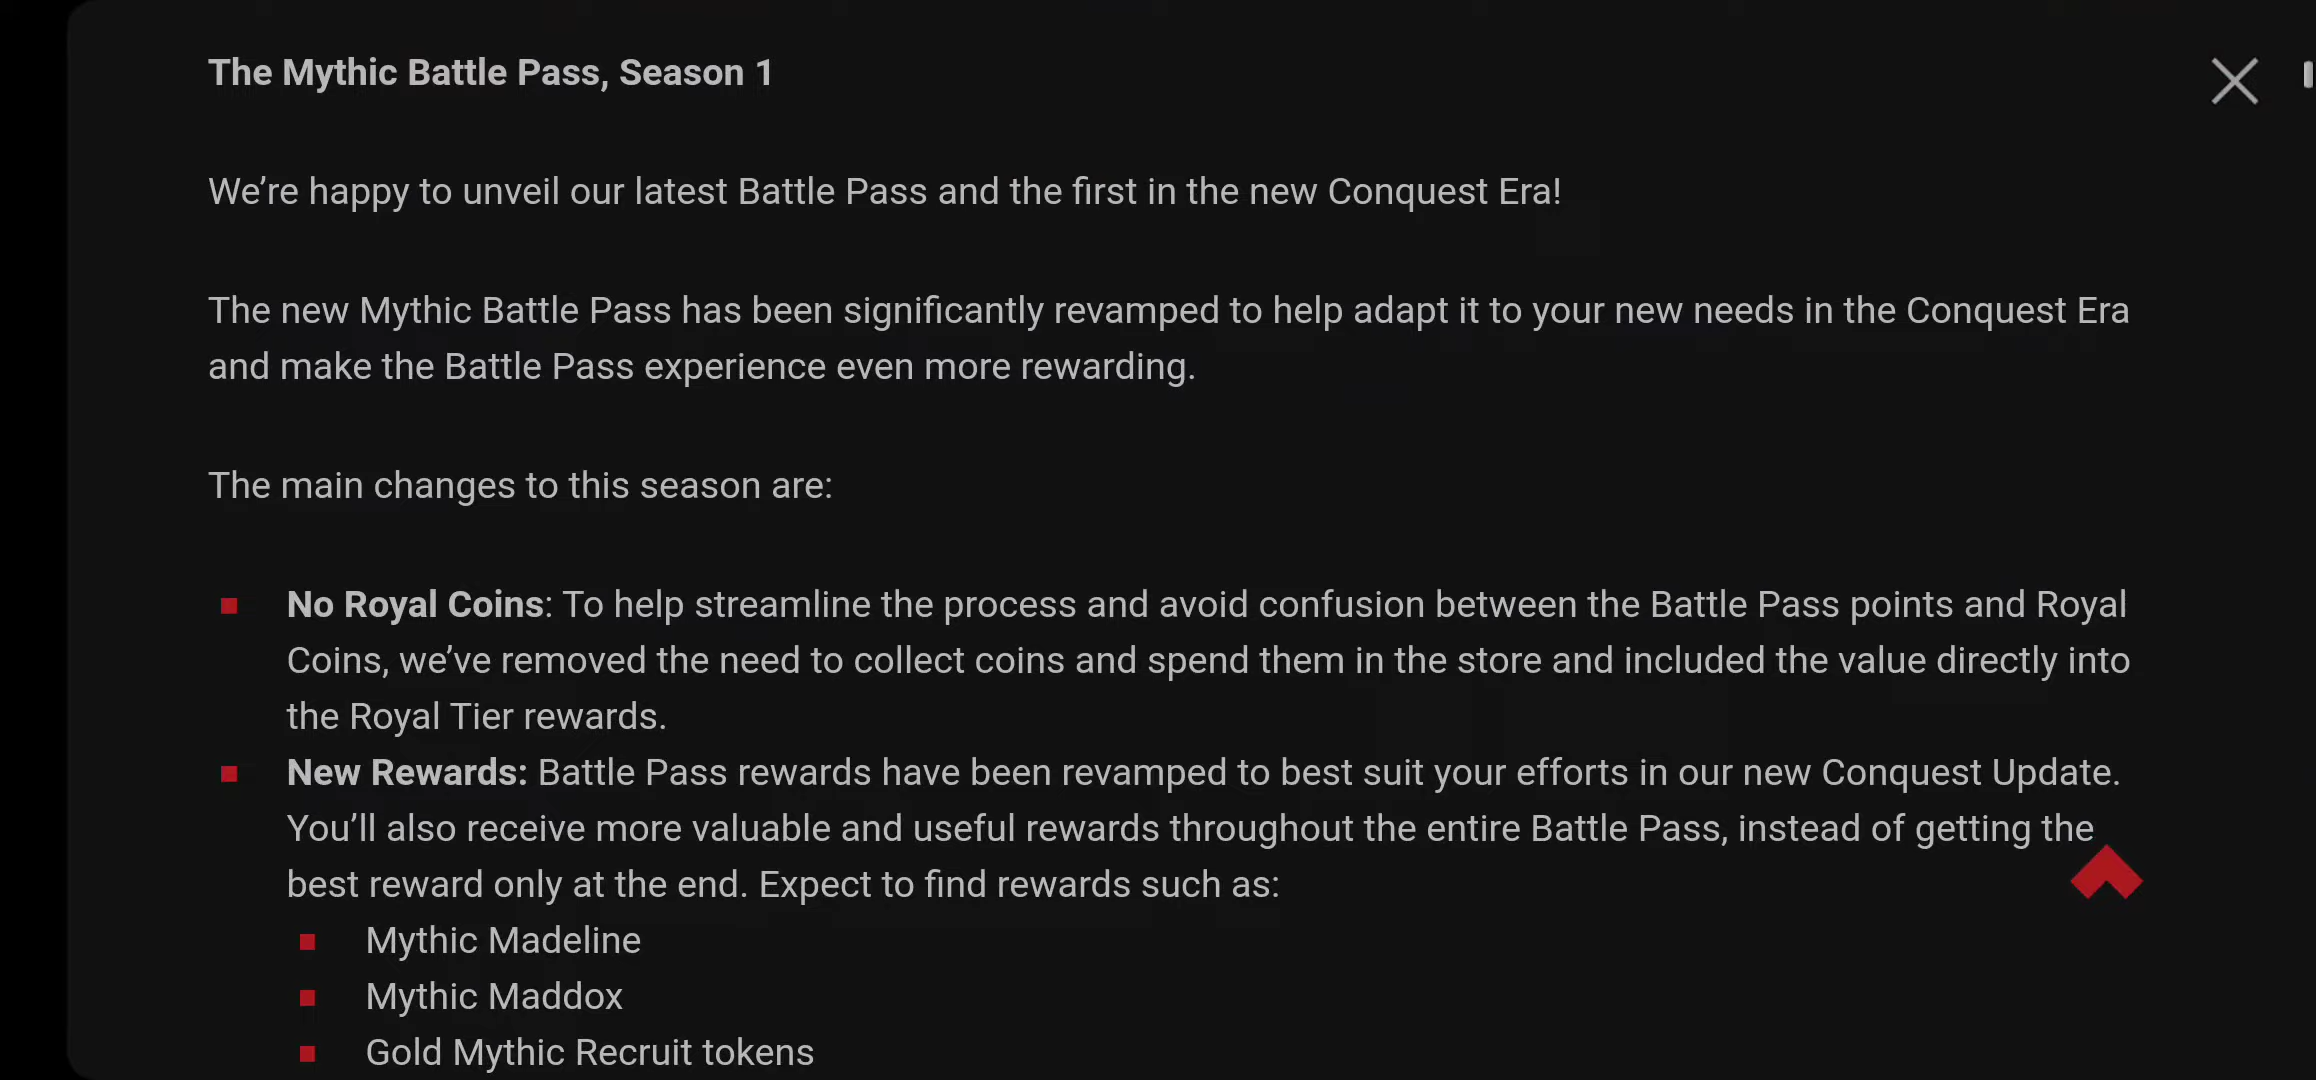 The Mythic Battle Pass, Season 1
We’re happy to unveil our latest Battle Pass and the first in the new Conquest Era!
The new Mythic Battle Pass has been significantly revamped to help adapt it to your new needs in the Conquest Era
and make the Battle Pass experience even more rewarding.
The main changes to this season are:
No Royal Coins: To help streamline the process and avoid confusion between the Battle Pass points and Royal
Coins, we’ve removed the need to collect coins and spend them in the store and included the value directly into
the Royal Tier rewards.
New Rewards: Battle Pass rewards have been revamped to best suit your efforts in our new Conquest Update.
You’ll also receive more valuable and useful rewards throughout the entire Battle Pass, instead of getting the
best reward only at the end. Expect to find rewards such as:
Mythic Madeline
Mythic Maddox
Gold Mythic Recruit tokens